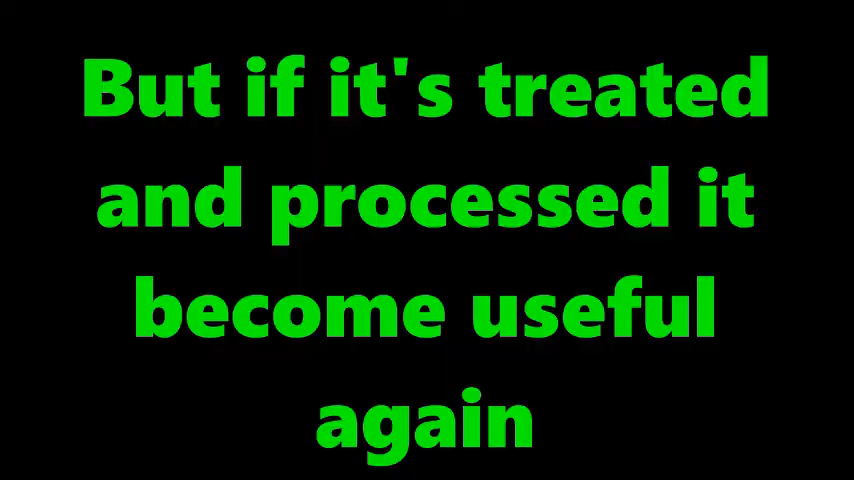 But if it's treated
and processed it
become useful
again